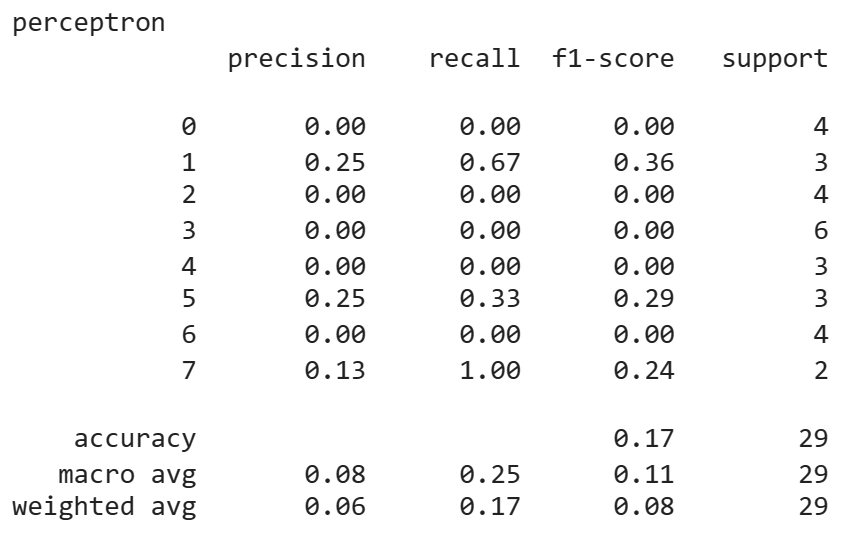 perceptron
precision recall f1-score support
0 0.00 0.00 0.00 4
1 0.25 0.67 0.36 3
2 0.00 0.00 0.00 4
3 0.00 0.00 0.00 6
4 0.00 0.00 0.00 3
5 0.25 0.33 0.29 3
6 0.00 0.00 0.00 4
7 0.13 1.00 0.24 2
accuracy 0.17 29
macro avg 0.08 0.25 0.11 29
weighted avg 0.06 0.17 0.08 29